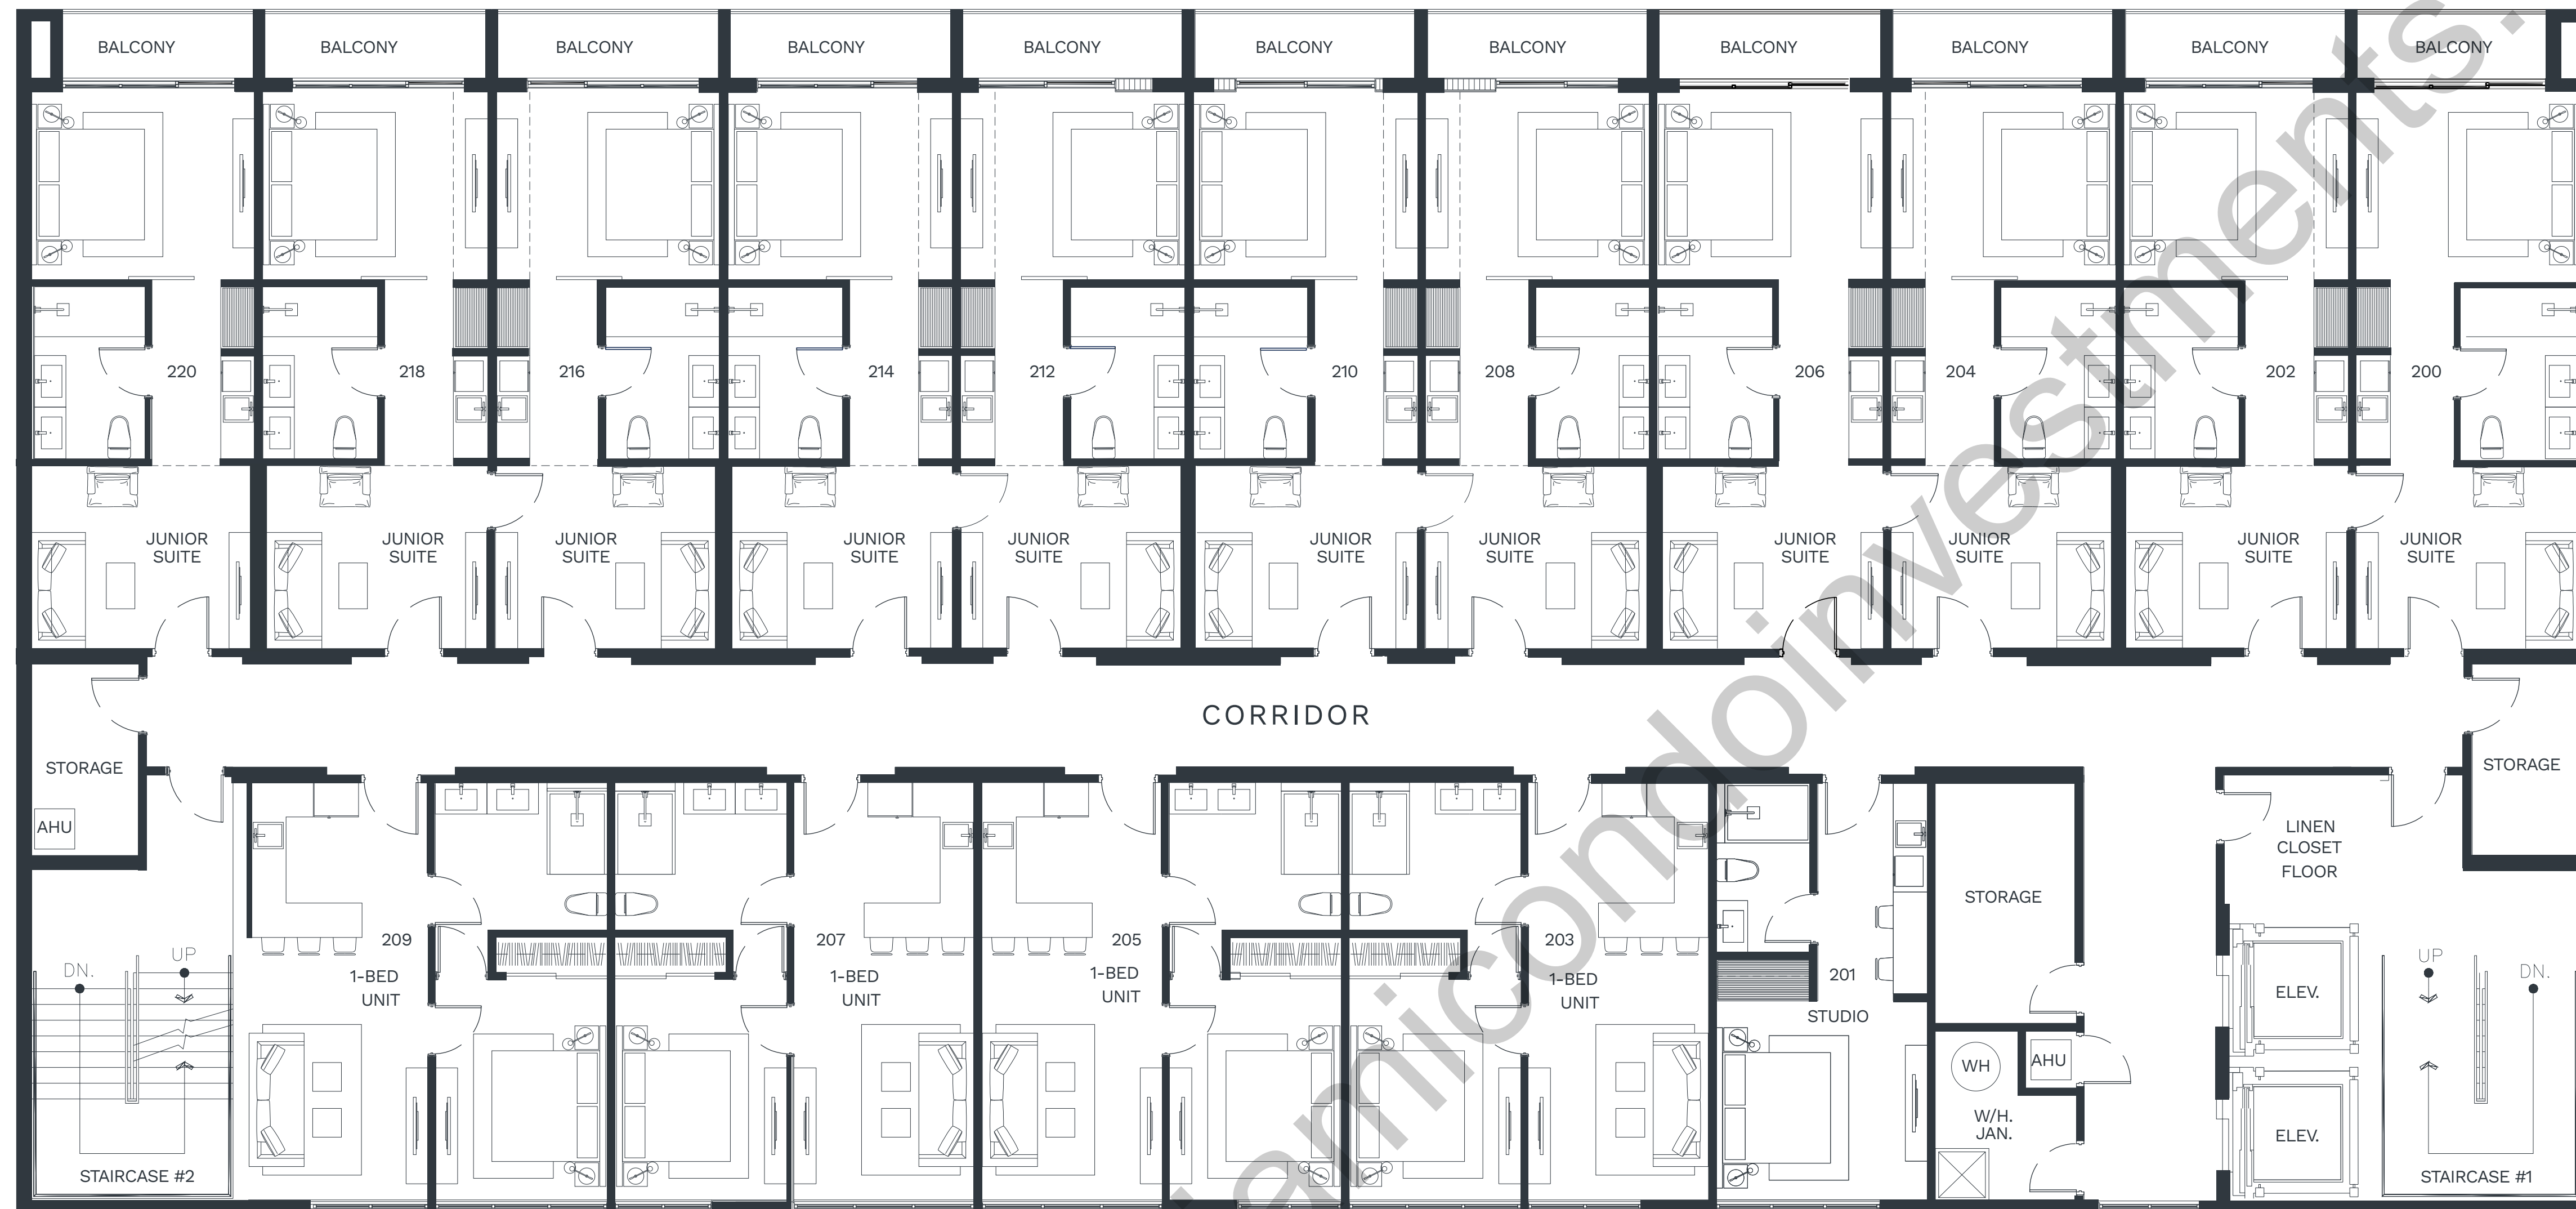 BALCONY BALCONY BALCONY BALCONY BALCONY BALCONY BALCONY BALCONY BALCONY BALCONY BALCONY
220 218 216 214 212 210 208 206 204 202 200
JUNIOR JUNIOR JUNIOR JUNIOR JUNIOR JUNIOR JUNIOR JUNIOR JUNIOR JUNIOR JUNIOR
SUITE SUITE SUITE SUITE SUITE SUITE SUITE SUITE SUITE SUITE SUITE
CORRIDOR
STORAGE
AHU
UP
DN.
STAIRCASE #2
209
1-BED
UNIT
207
1-BED
UNIT
205
1-BED
UNIT
203
1-BED
UNIT
201
STUDIO
STORAGE
WH
AHU
W/H.
JAN.
LINEN
CLOSET
FLOOR
ELEV.
ELEV.
STORAGE
UP
DN.
STAIRCASE #1
amicondoinvestments.